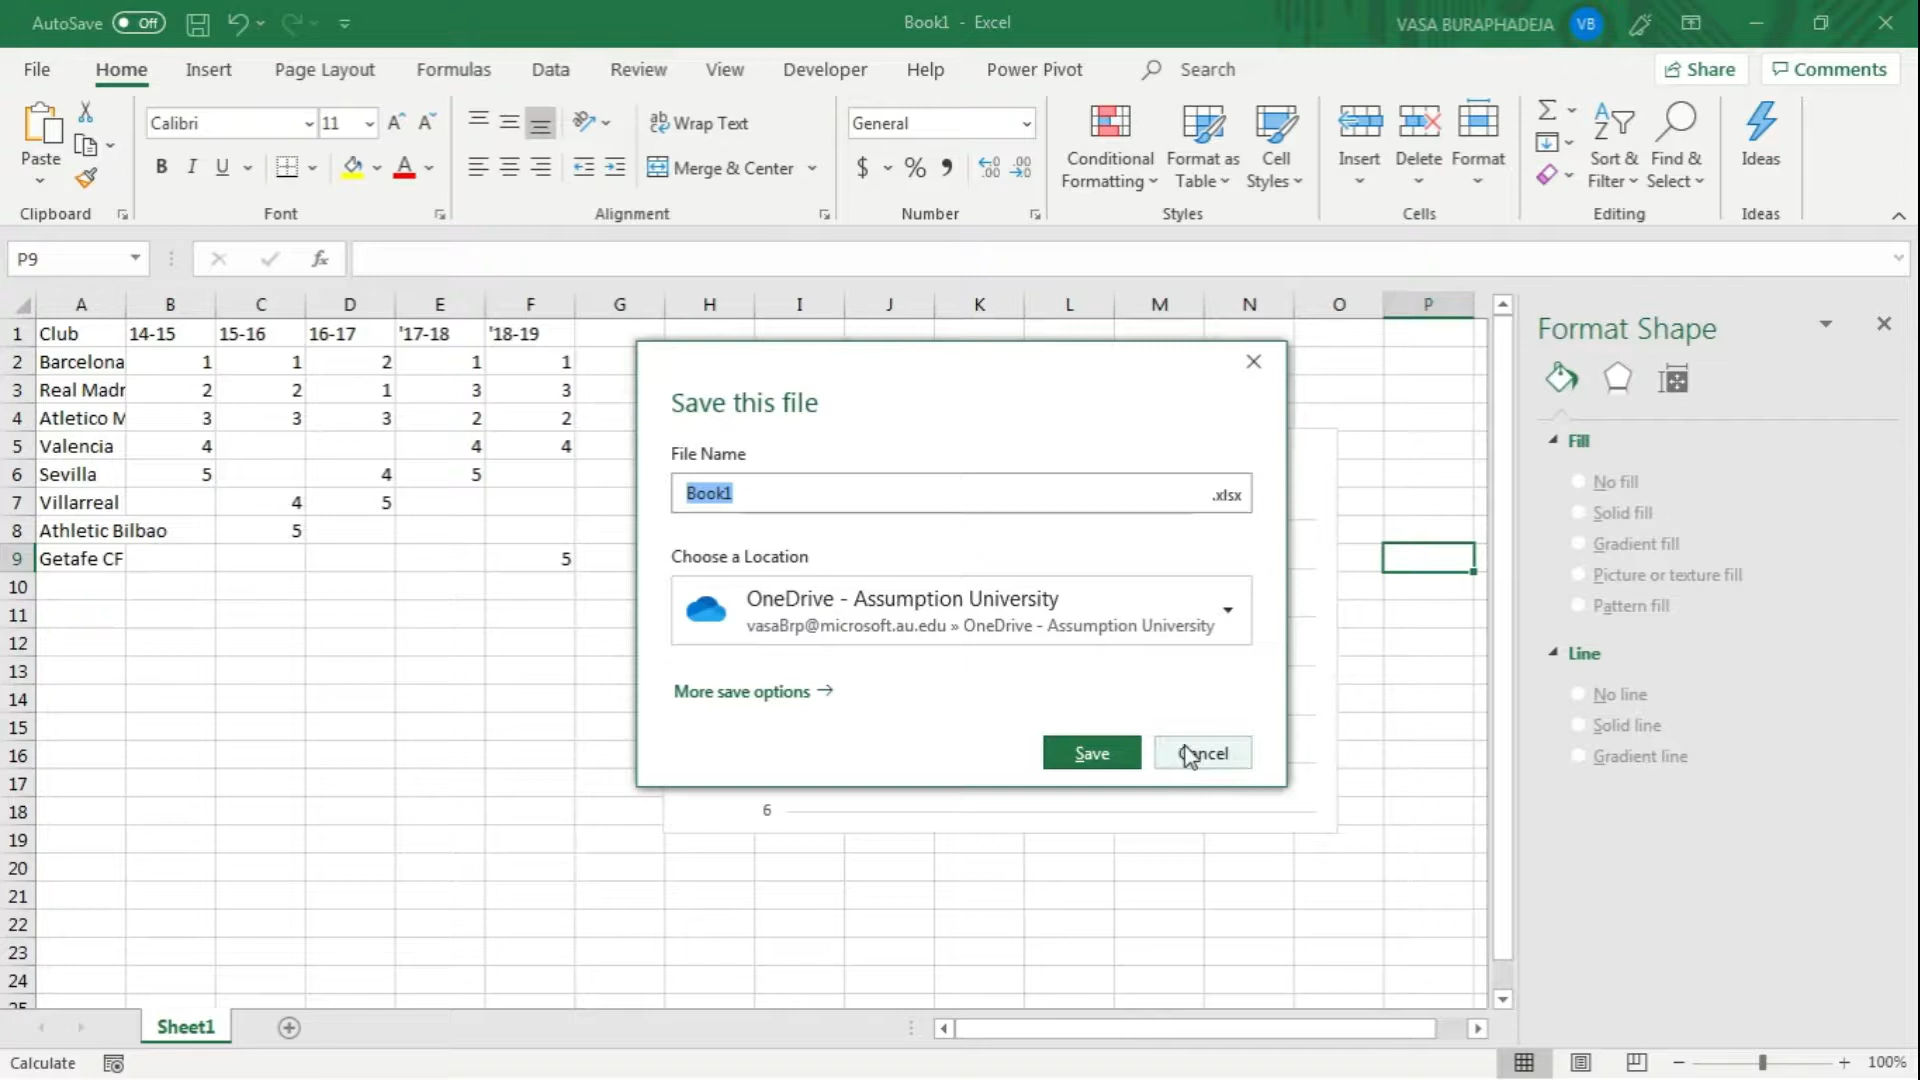 AutoSave Off Book1 - Excel VASA BURAPHADEJA VB
File Home Insert Page Layout Formulas Data Review View Developer Help Power Pivot Search Share Comments
Calibri 11 Wrap Text General
Paste B I U A Merge & Center $ % 9 Conditional Formatting Format as Table Cell Styles Insert Delete Format Sort & Filter Find & Select Ideas
Clipboard Font Alignment Number Styles Cells Editing Ideas
P9 fx
A B C D E F G H I J K L M N O P
1 Club 14-15 15-16 16-17 '17-18 '18-19
2 Barcelona 1 1 2 1 1
3 Real Madr 2 2 1 3 3
4 Atletico M 3 3 3 2 2
5 Valencia 4 4 4
6 Sevilla 5 4 5
7 Villarreal 4 5
8 Athletic Bilbao 5
9 Getafe CF 5
10
11
12
13
14
15
16
17
18
19
20
21
22
23
24
25
Save this file
File Name
Book1 .xlsx
Choose a Location
OneDrive - Assumption University
vasaBrp@microsoft.au.edu » OneDrive - Assumption University
More save options
Save Cancel
6
Format Shape
Fill
No fill
Solid fill
Gradient fill
Picture or texture fill
Pattern fill
Line
No line
Solid line
Gradient line
Sheet1
Calculate 100%